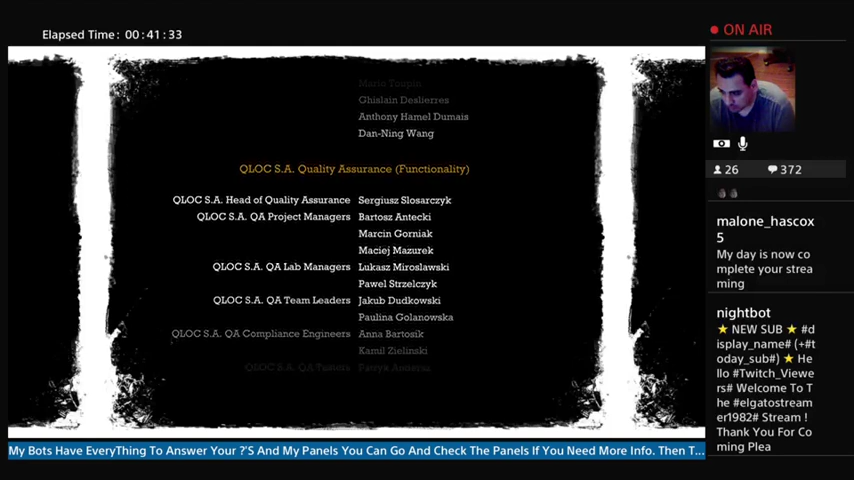 Elapsed Time: 00:41:33
ON AIR
Mario Toupin
Ghislain Deslierres
Anthony Hamel Dumais
Dan-Ning Wang
QLOC S.A. Quality Assurance (Functionality)
QLOC S.A. Head of Quality Assurance Sergiusz Slosarczyk
QLOC S.A. QA Project Managers Bartosz Antecki
Marcin Gorniak
Maciej Mazurek
QLOC S.A. QA Lab Managers Lukasz Miroslawski
Pawel Strzelczyk
QLOC S.A. QA Team Leaders Jakub Dudkowski
Paulina Golanowska
QLOC S.A. QA Compliance Engineers Anna Bartosik
Kamil Zielinski
QLOC S.A. QA Testers
26 372
malone_hascox
5
My day is now co
mplete your strea
ming
nightbot
★ NEW SUB ★ #d
isplay_name# (+#t
oday_sub#) ★ He
llo #Twitch_Viewe
rs# Welcome To T
he #elgatostream
er1982# Stream !
Thank You For Co
ming Plea
My Bots Have EveryThing To Answer Your ?'S And My Panels You Can Go And Check The Panels If You Need More Info. Then T...